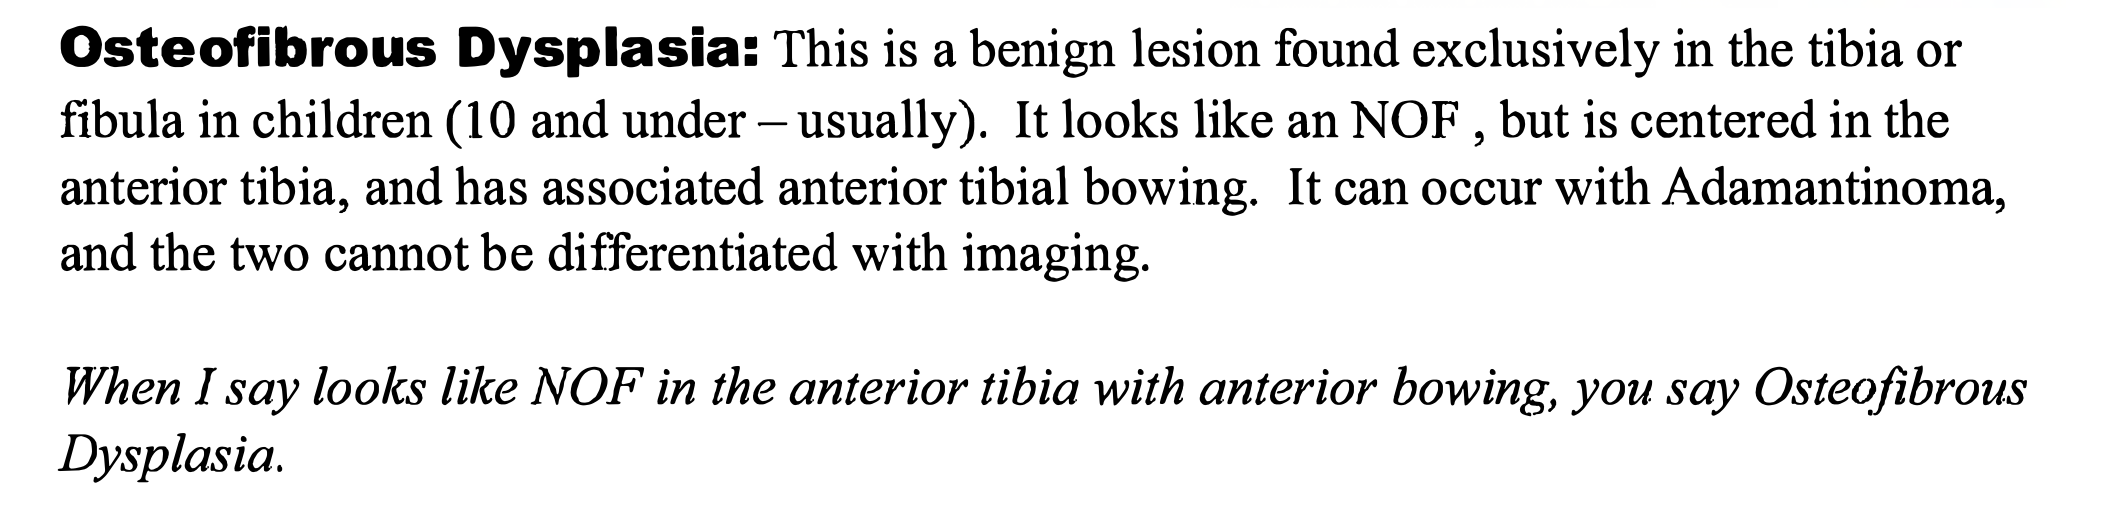 Osteofibrous Dysplasia: This is a benign lesion found exclusively in the tibia or
fibula in children (10 and under – usually).  It looks like an NOF , but is centered in the
anterior tibia, and has associated anterior tibial bowing.  It can occur with Adamantinoma,
and the two cannot be differentiated with imaging.
When I say looks like NOF in the anterior tibia with anterior bowing, you say Osteofibrous
Dysplasia.